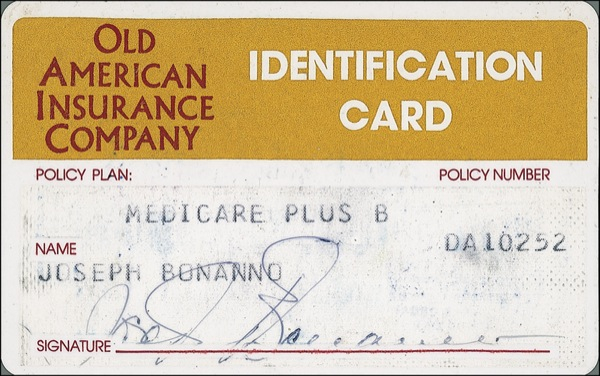 OLD
AMERICAN
INSURANCE
COMPANY
IDENTIFICATION
CARD
POLICY PLAN:
POLICY NUMBER
MEDICARE PLUS B
DA10252
NAME
JOSEPH BONANNO
SIGNATURE